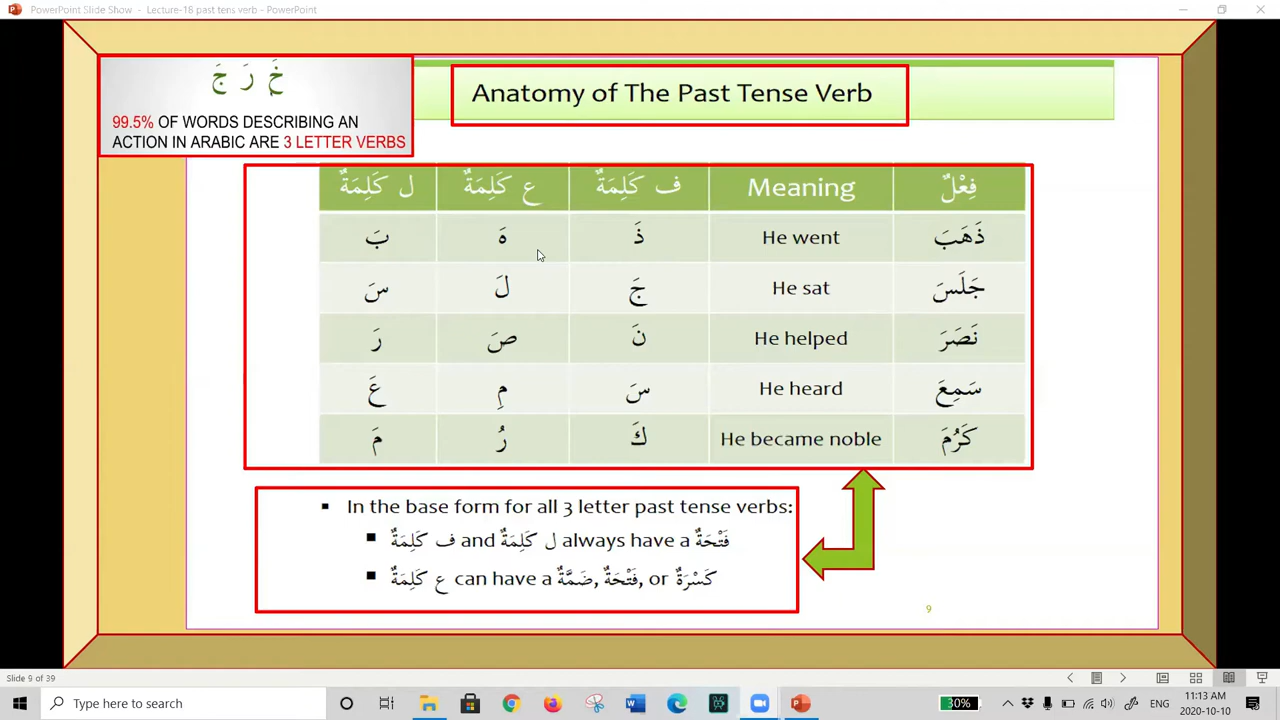 PowerPoint Slide Show - Lecture-18 past tens verb - PowerPoint
خَ رَ جَ
99.5% OF WORDS DESCRIBING AN
ACTION IN ARABIC ARE 3 LETTER VERBS
Anatomy of The Past Tense Verb
ل كَلِمَةٌ ع كَلِمَةٌ ف كَلِمَةٌ Meaning فِعْلٌ
بَ هَ ذَ He went ذَهَبَ
سَ لَ جَ He sat جَلَسَ
رَ صَ نَ He helped نَصَرَ
عَ مِ سَ He heard سَمِعَ
مَ رُ كَ He became noble كَرُمَ
▪ In the base form for all 3 letter past tense verbs:
▪ ف كَلِمَةٌ and ل كَلِمَةٌ always have a فَتْحَةٌ
▪ ع كَلِمَةٌ can have a ضَمَّةٌ, فَتْحَةٌ, or كَسْرَةٌ
9
Slide 9 of 39
Type here to search
30%
ENG
11:13 AM
2020-10-10